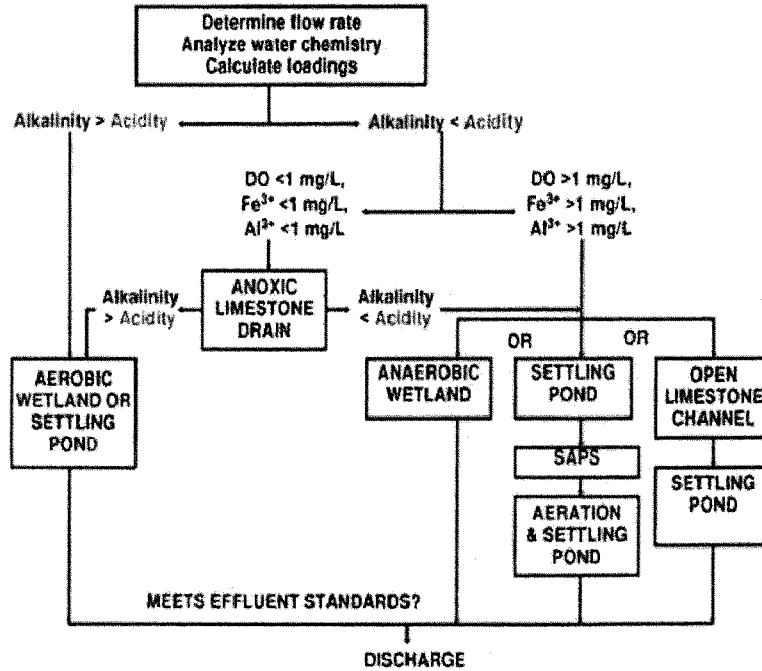 Determine flow rate
Analyze water chemistry
Calculate loadings
Alkalinity > Acidity
Alkalinity < Acidity
DO <1 mg/L,
Fe³⁺ <1 mg/L,
Al³⁺ <1 mg/L
DO >1 mg/L,
Fe³⁺ >1 mg/L,
Al³⁺ >1 mg/L
Alkalinity
> Acidity
ANOXIC
LIMESTONE
DRAIN
Alkalinity
< Acidity
OR
OR
AEROBIC
WETLAND OR
SETTLING
POND
ANAEROBIC
WETLAND
SETTLING
POND
OPEN
LIMESTONE
CHANNEL
SAPS
SETTLING
POND
AERATION
& SETTLING
POND
MEETS EFFLUENT STANDARDS?
DISCHARGE